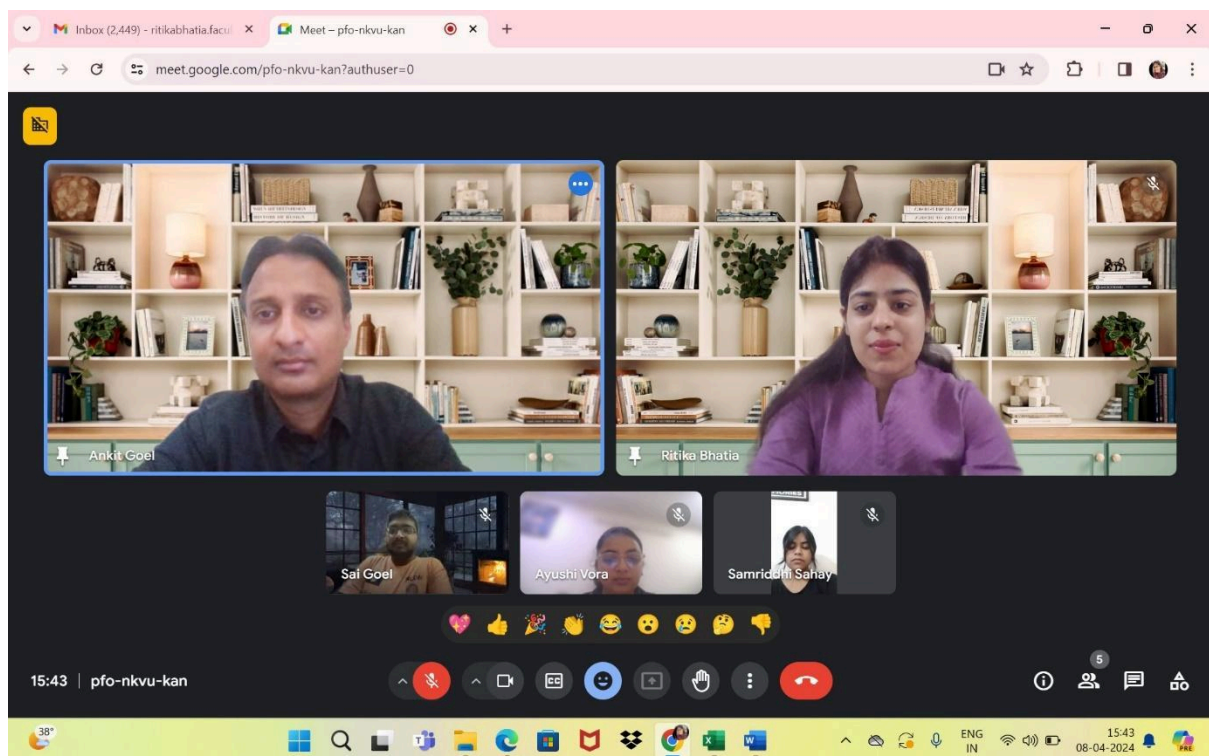 Inbox (2,449) - ritikabhatia.facul
Meet – pfo-nkvu-kan
meet.google.com/pfo-nkvu-kan?authuser=0
Ankit Goel
Ritika Bhatia
Sai Goel
Ayushi Vora
Samriddhi Sahay
15:43 | pfo-nkvu-kan
CC
5
38°
ENG
IN
15:43
08-04-2024
PRE